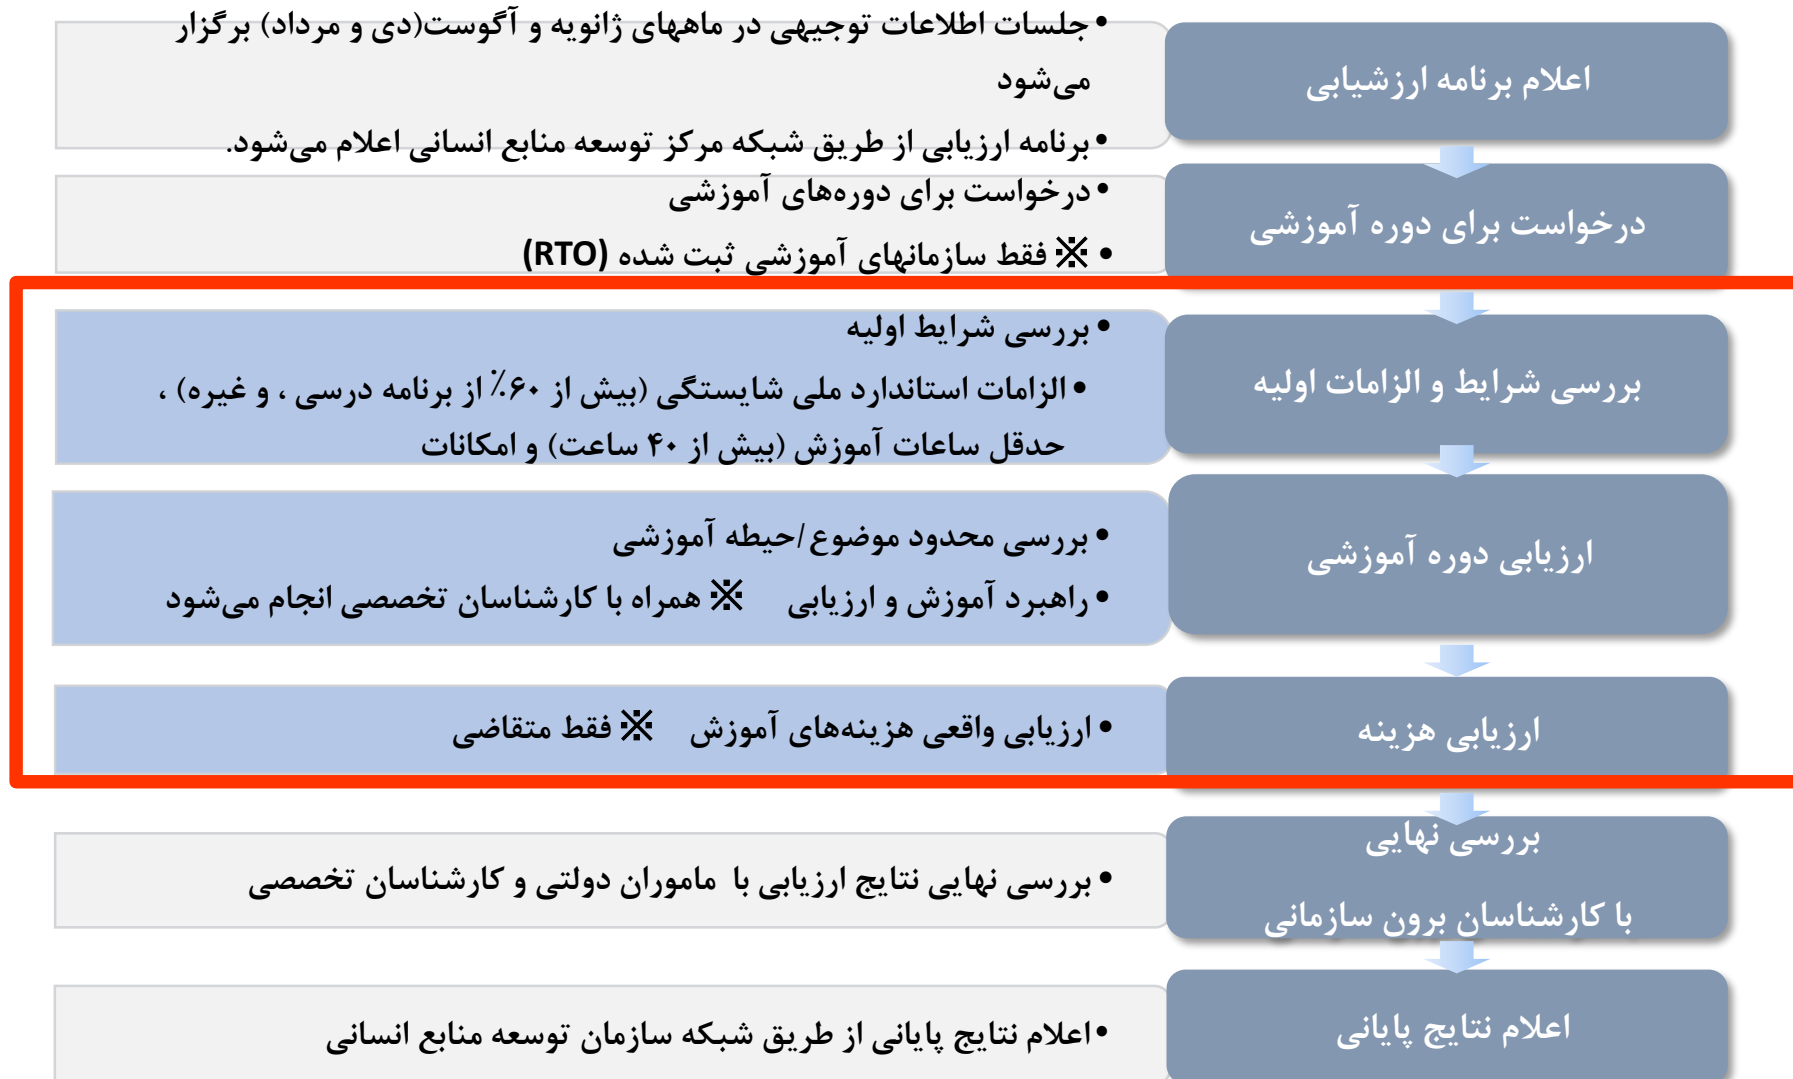 اعلام برنامه ارزشیابی
•جلسات اطلاعات توجیهی در ماههای ژانویه و آگوست(دی و مرداد) برگزار
می‌شود
•برنامه ارزیابی از طریق شبکه مرکز توسعه منابع انسانی اعلام می‌شود.
درخواست برای دوره آموزشی
•درخواست برای دوره‌های آموزشی
• ※ فقط سازمانهای آموزشی ثبت شده (RTO)
بررسی شرایط و الزامات اولیه
•بررسی شرایط اولیه
•الزامات استاندارد ملی شایستگی (بیش از ۶۰٪ از برنامه درسی ، و غیره) ،
حدقل ساعات آموزش (بیش از ۴۰ ساعت) و امکانات
ارزیابی دوره آموزشی
•بررسی محدود موضوع/حیطه آموزشی
•راهبرد آموزش و ارزیابی ※ همراه با کارشناسان تخصصی انجام می‌شود
ارزیابی هزینه
•ارزیابی واقعی هزینه‌های آموزش ※ فقط متقاضی
بررسی نهایی
با کارشناسان برون سازمانی
•بررسی نهایی نتایج ارزیابی با ماموران دولتی و کارشناسان تخصصی
اعلام نتایج پایانی
•اعلام نتایج پایانی از طریق شبکه سازمان توسعه منابع انسانی